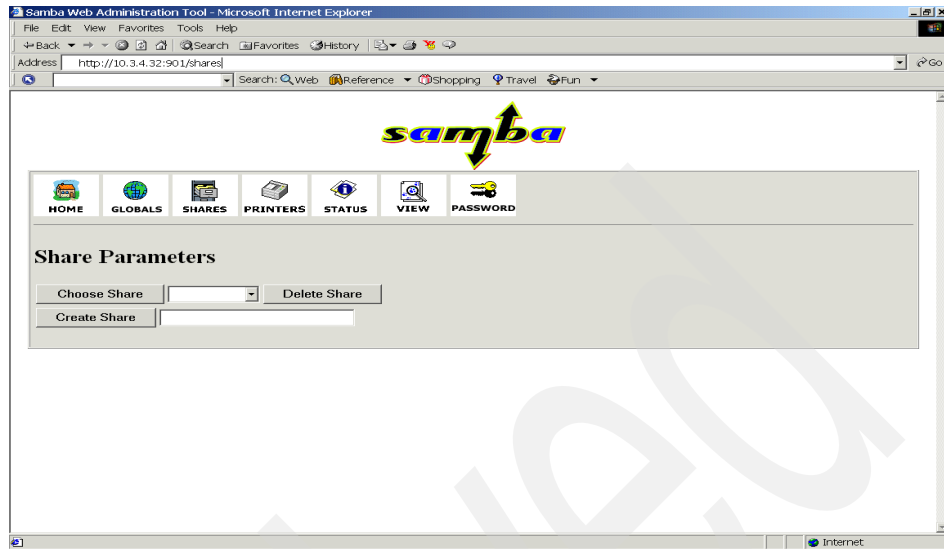 Samba Web Administration Tool - Microsoft Internet Explorer
File Edit View Favorites Tools Help
Back Search Favorites History
Address http://10.3.4.32:901/shares Go
Search: Web Reference Shopping Travel Fun
samba
HOME GLOBALS SHARES PRINTERS STATUS VIEW PASSWORD
Share Parameters
Choose Share Delete Share
Create Share
Internet